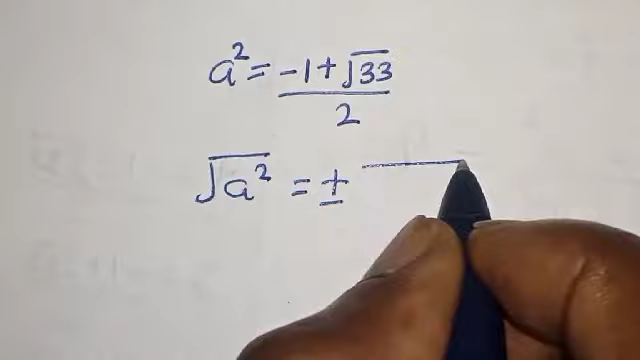 a² = (-1 + √33)/2
√a² = ±